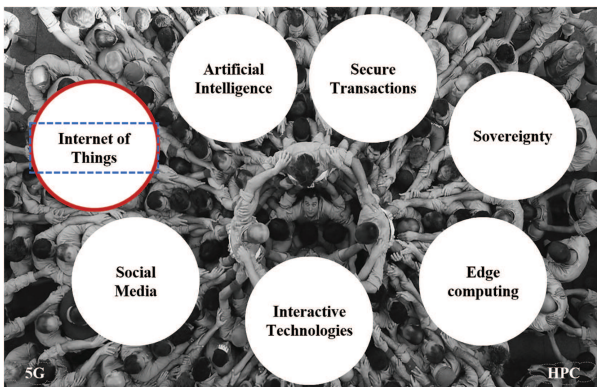 Artificial
Intelligence
Secure
Transactions
Internet of
Things
Sovereignty
Social
Media
Edge
computing
Interactive
Technologies
5G
HPC